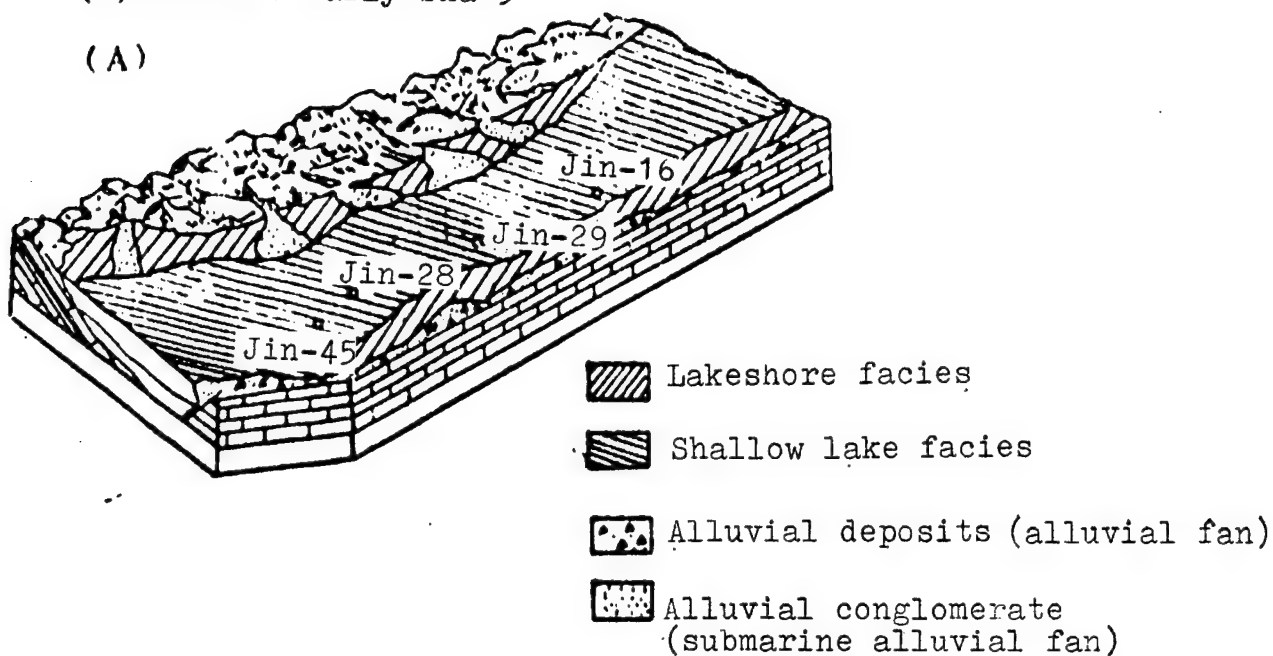 (A)
Jin-16
Jin-29
Jin-28
Jin-45
Lakeshore facies
Shallow lake facies
Alluvial deposits (alluvial fan)
Alluvial conglomerate
(submarine alluvial fan)